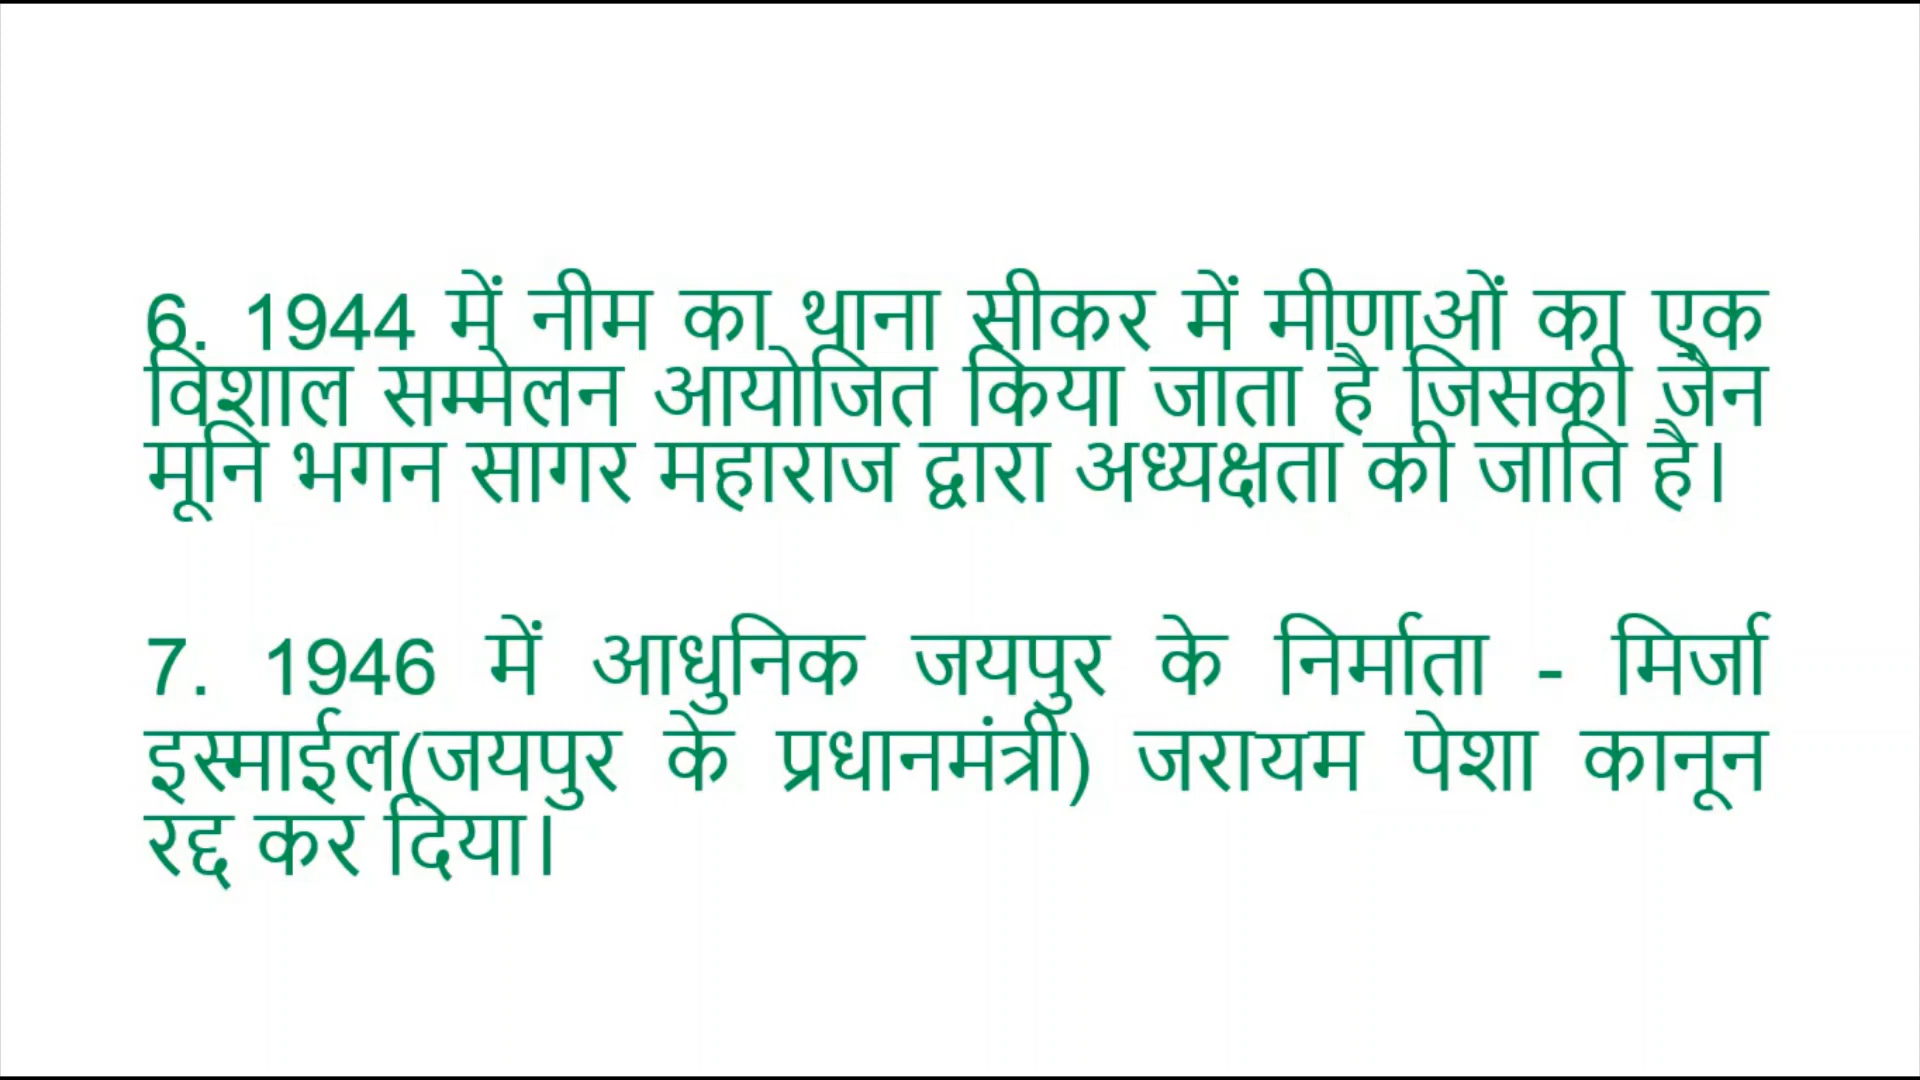 6. 1944 में नीम का थाना सीकर में मीणाओं का एक
विशाल सम्मेलन आयोजित किया जाता है जिसकी जैन
मूनि भगन सागर महाराज द्वारा अध्यक्षता की जाति है।
7. 1946 में आधुनिक जयपुर के निर्माता - मिर्जा
इस्माईल(जयपुर के प्रधानमंत्री) जरायम पेशा कानून
रद्द कर दिया।